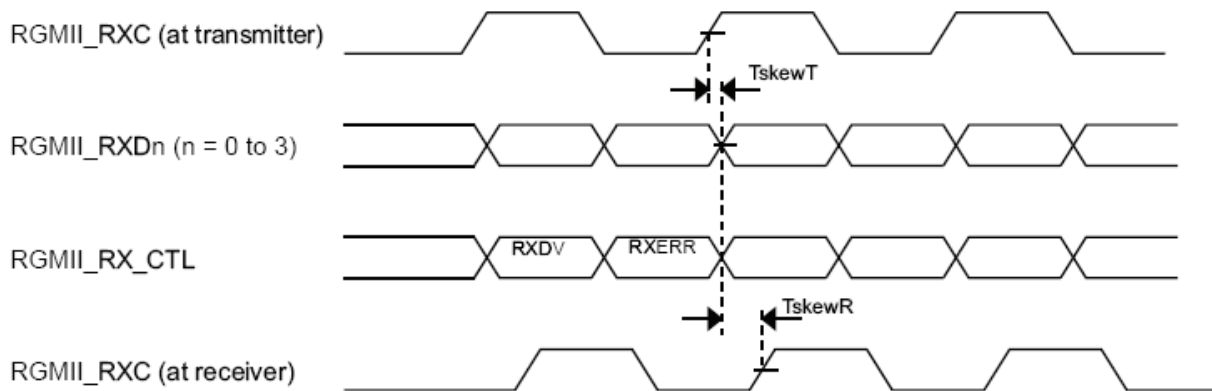 RGMII_RXC (at transmitter)
TskewT
RGMII_RXDn (n = 0 to 3)
RGMII_RX_CTL
RXDV
RXERR
TskewR
RGMII_RXC (at receiver)